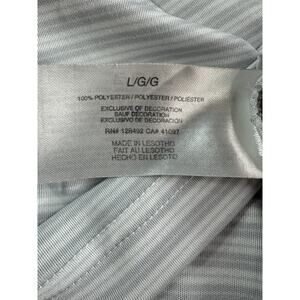 L/G/G
100% POLYESTER / POLYESTER / POLIÉSTER
EXCLUSIVE OF DECORATION
SAUF DÉCORATION
EXCLUSIVO DE DECORACIÓN
RN# 128492 CA# 41097
MADE IN LESOTHO
FAIT AU LESOTHO
HECHO EN LESOTO